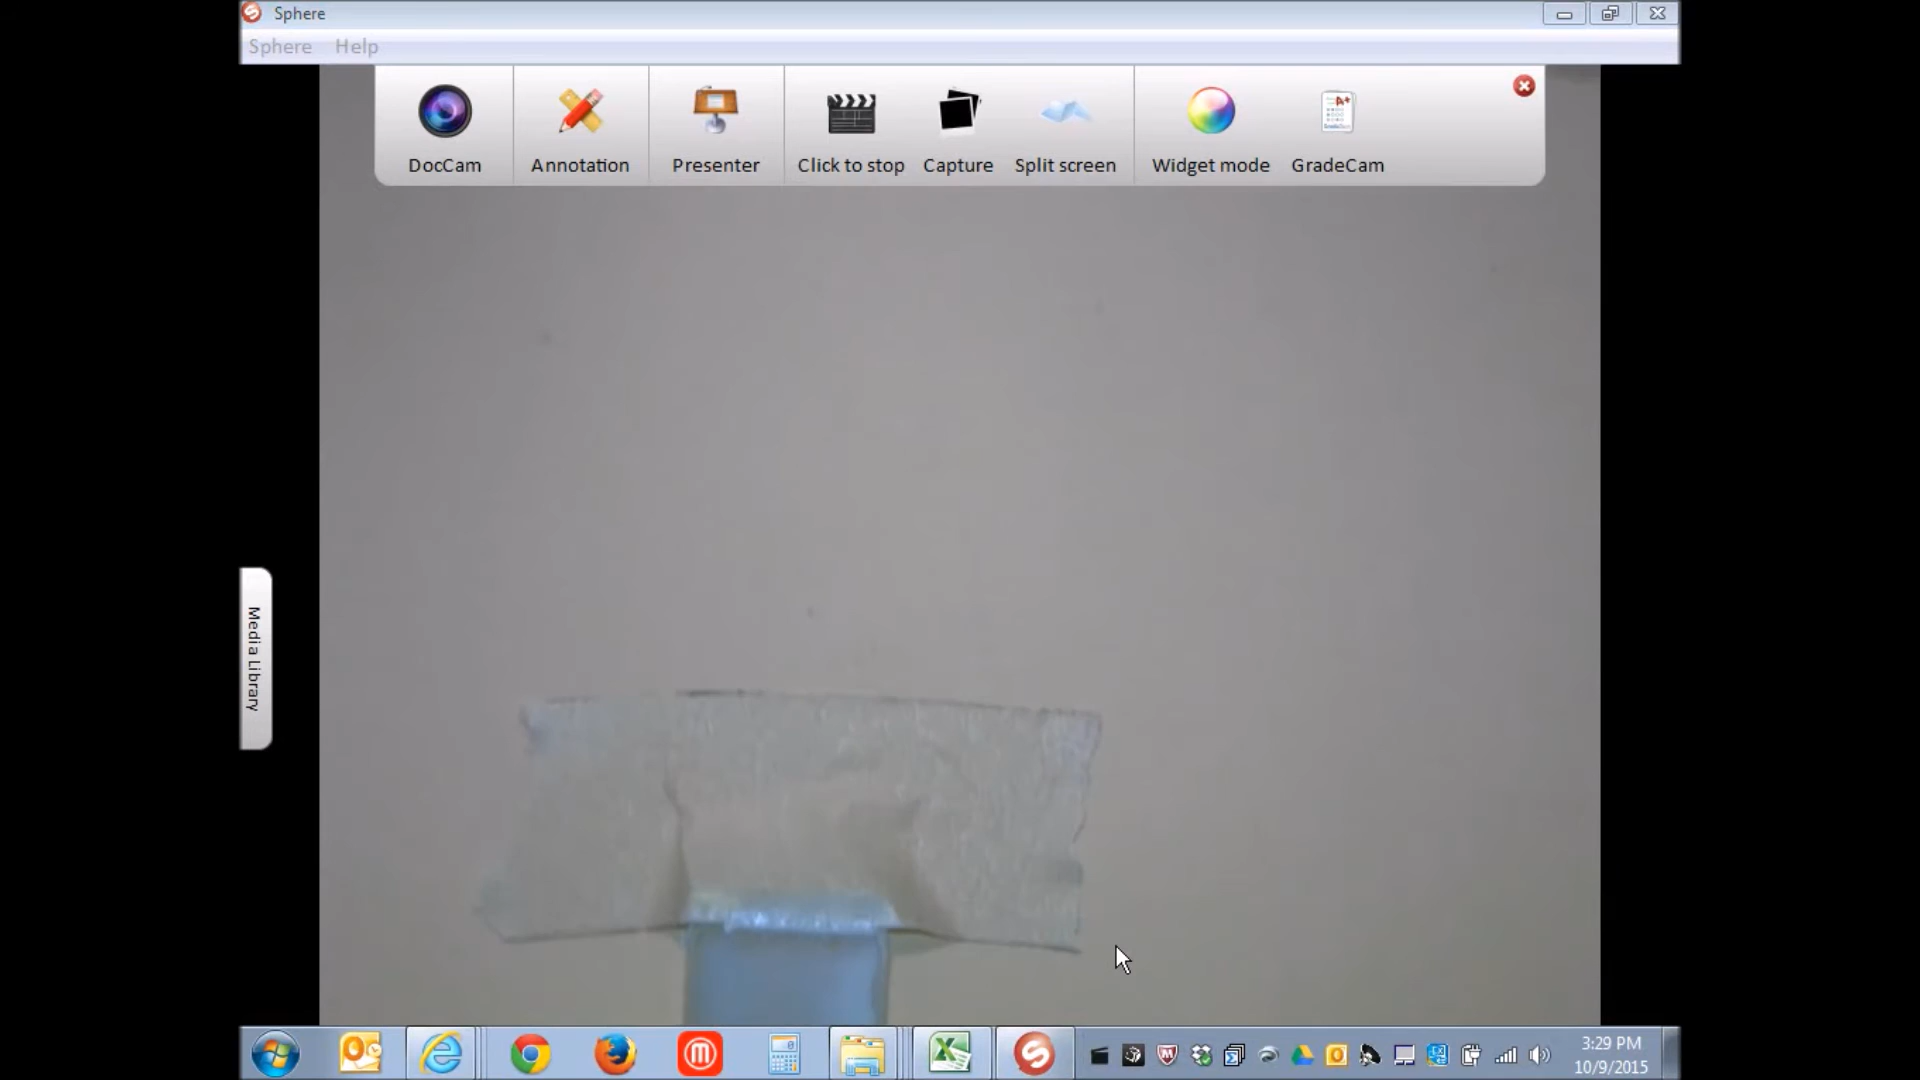 Sphere
Sphere Help
DocCam Annotation Presenter Click to stop Capture Split screen Widget mode GradeCam
Media Library
3:29 PM
10/9/2015